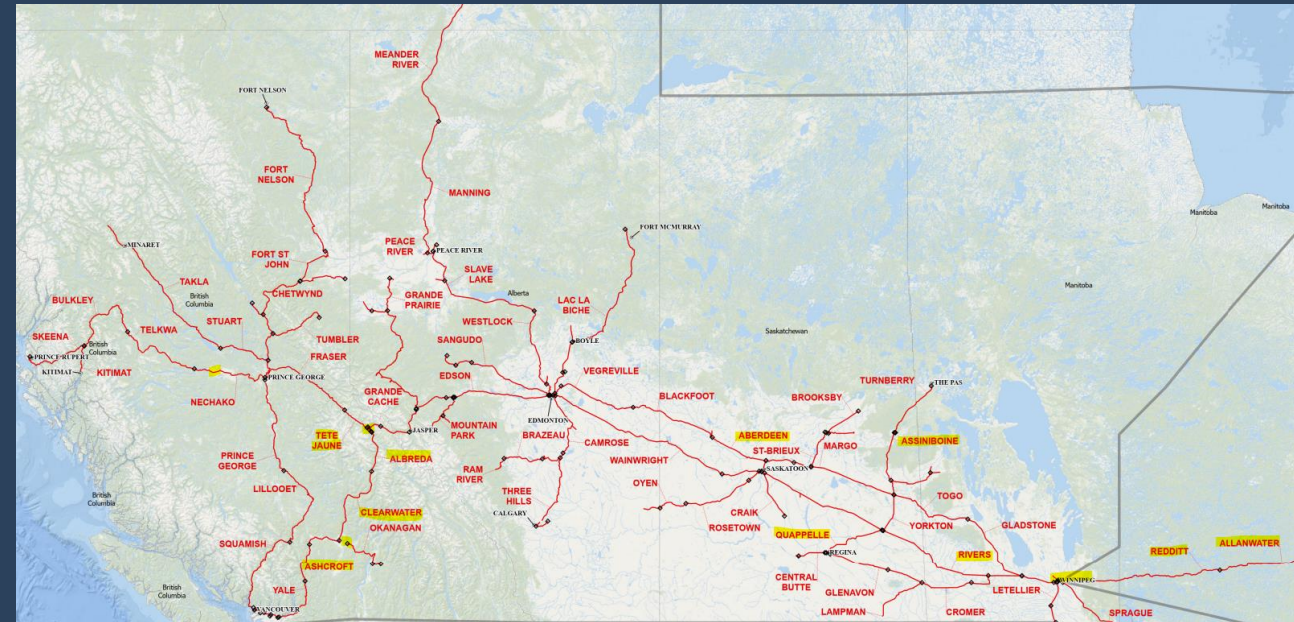 MEANDER
RIVER
FORT NELSON
FORT
NELSON
MANNING
Manitoba
Manitoba
MINARET
FORT ST
JOHN
PEACE
RIVER
PEACE RIVER
FORT MCMURRAY
TAKLA
SLAVE
LAKE
BULKLEY
British
Columbia
CHETWYND
GRANDE
PRAIRIE
Alberta
LAC LA
BICHE
Manitoba
SKEENA
TELKWA
STUART
WESTLOCK
TUMBLER
SANGUDO
Saskatchewan
BOYLE
PRINCE RUPERT
British
Columbia
FRASER
KITIMAT
KITIMAT
PRINCE GEORGE
EDSON
VEGREVILLE
TURNBERRY
THE PAS
NECHAKO
GRANDE
CACHE
BLACKFOOT
BROOKSBY
EDMONTON
TETE
JAUNE
JASPER
MOUNTAIN
PARK
BRAZEAU
CAMROSE
ABERDEEN
MARGO
ASSINIBOINE
PRINCE
GEORGE
ALBREDA
WAINWRIGHT
ST-BRIEUX
SASKATOON
RAM
RIVER
OYEN
LILLOOET
THREE
HILLS
TOGO
British
Columbia
CLEARWATER
CALGARY
CRAIK
OKANAGAN
ROSETOWN
YORKTON
GLADSTONE
SQUAMISH
QUAPPELLE
ALLANWATER
REGINA
RIVERS
REDDITT
ASHCROFT
CENTRAL
BUTTE
WINNIPEG
YALE
British
Columbia
GLENAVON
LETELLIER
VANCOUVER
LAMPMAN
CROMER
SPRAGUE